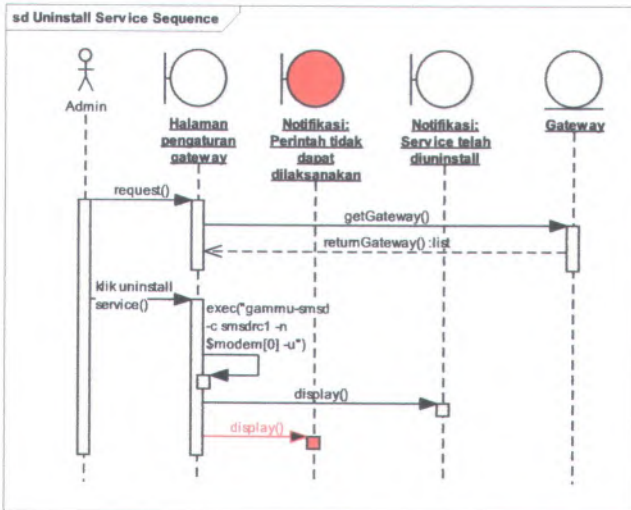 sd Uninstall Service Sequence
Admin
Halaman
pengaturan
gateway
Notifikasi:
Perintah tidak
dapat
dilaksanakan
Notifikasi:
Service telah
diuninstall
Gateway
request()
getGateway()
returnGateway() :list
klik uninstall
service()
exec("gammu-smsd
-c smsdrc1 -n
$modem[0] -u")
display()
display()